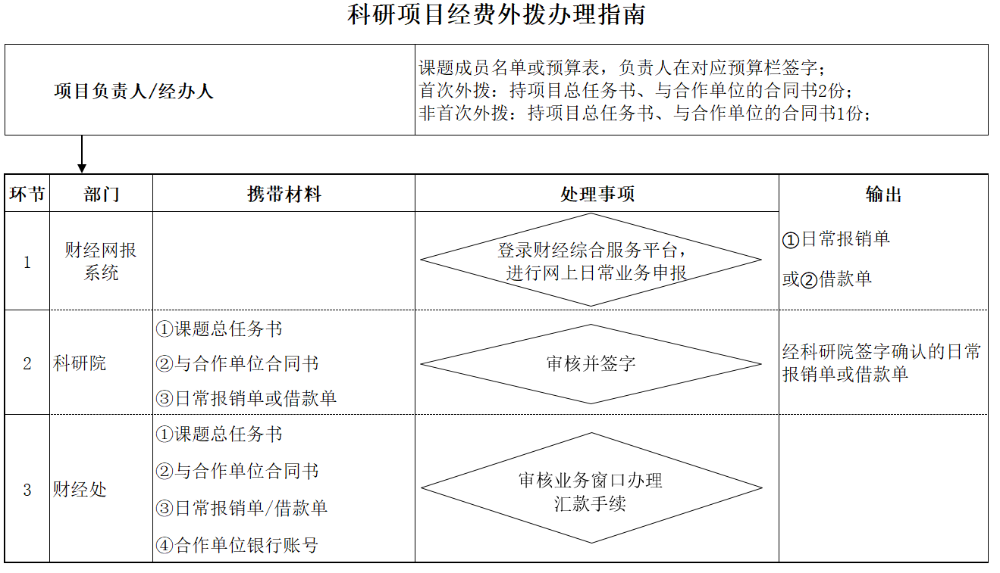 科研项目经费外拨办理指南
项目负责人/经办人
课题成员名单或预算表，负责人在对应预算栏签字；
首次外拨：持项目总任务书、与合作单位的合同书2份；
非首次外拨：持项目总任务书、与合作单位的合同书1份；
环节 部门 携带材料 处理事项 输出
1
财经网报
系统
登录财经综合服务平台，
进行网上日常业务申报
①日常报销单
或②借款单
2
科研院
①课题总任务书
②与合作单位合同书
③日常报销单或借款单
审核并签字
经科研院签字确认的日常
报销单或借款单
3
财经处
①课题总任务书
②与合作单位合同书
③日常报销单/借款单
④合作单位银行账号
审核业务窗口办理
汇款手续